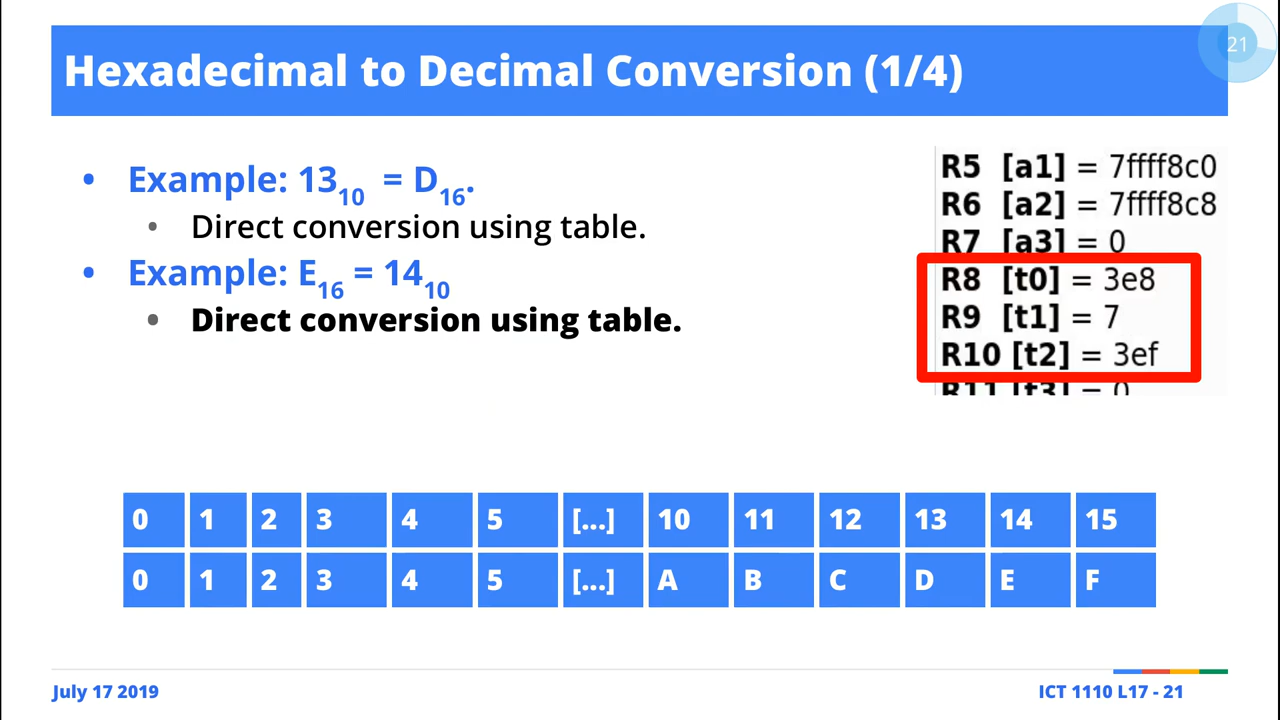 21
Hexadecimal to Decimal Conversion (1/4)
• Example: 13₁₀ = D₁₆.
• Direct conversion using table.
• Example: E₁₆ = 14₁₀
• Direct conversion using table.
R5 [a1] = 7ffff8c0
R6 [a2] = 7ffff8c8
R7 [a3] = 0
R8 [t0] = 3e8
R9 [t1] = 7
R10 [t2] = 3ef
R11 [t3] = 0
0 1 2 3 4 5 [...] 10 11 12 13 14 15
0 1 2 3 4 5 [...] A B C D E F
July 17 2019
ICT 1110 L17 - 21